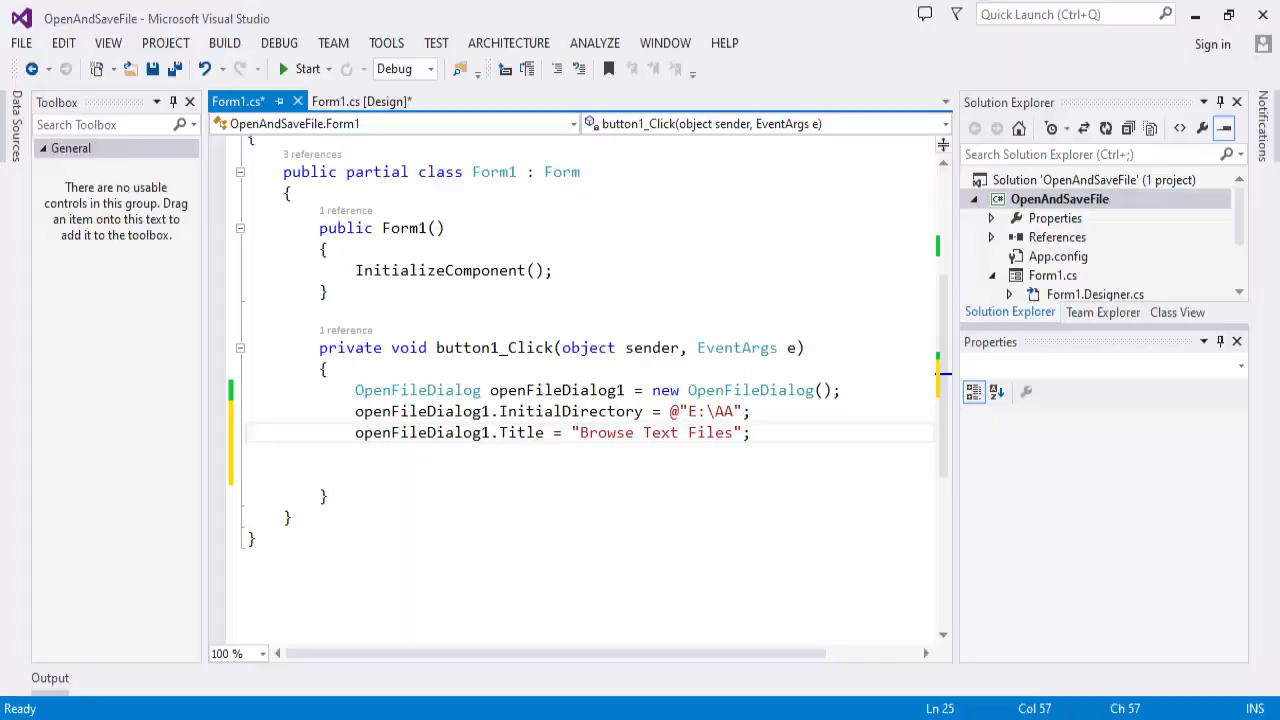 OpenAndSaveFile - Microsoft Visual Studio
Quick Launch (Ctrl+Q)
FILE EDIT VIEW PROJECT BUILD DEBUG TEAM TOOLS TEST ARCHITECTURE ANALYZE WINDOW HELP
Sign in
Start Debug
Data Sources
Toolbox
Search Toolbox
General
There are no usable
controls in this group. Drag
an item onto this text to
add it to the toolbox.
Form1.cs* Form1.cs [Design]*
OpenAndSaveFile.Form1 button1_Click(object sender, EventArgs e)
{
3 references
public partial class Form1 : Form
{
1 reference
public Form1()
{
InitializeComponent();
}
1 reference
private void button1_Click(object sender, EventArgs e)
{
OpenFileDialog openFileDialog1 = new OpenFileDialog();
openFileDialog1.InitialDirectory = @"E:\AA";
openFileDialog1.Title = "Browse Text Files";
}
}
}
100 %
Solution Explorer
Search Solution Explorer (Ctrl+;)
Solution 'OpenAndSaveFile' (1 project)
C# OpenAndSaveFile
Properties
References
App.config
Form1.cs
Form1.Designer.cs
Solution Explorer Team Explorer Class View
Properties
Notifications
Output
Ready Ln 25 Col 57 Ch 57 INS